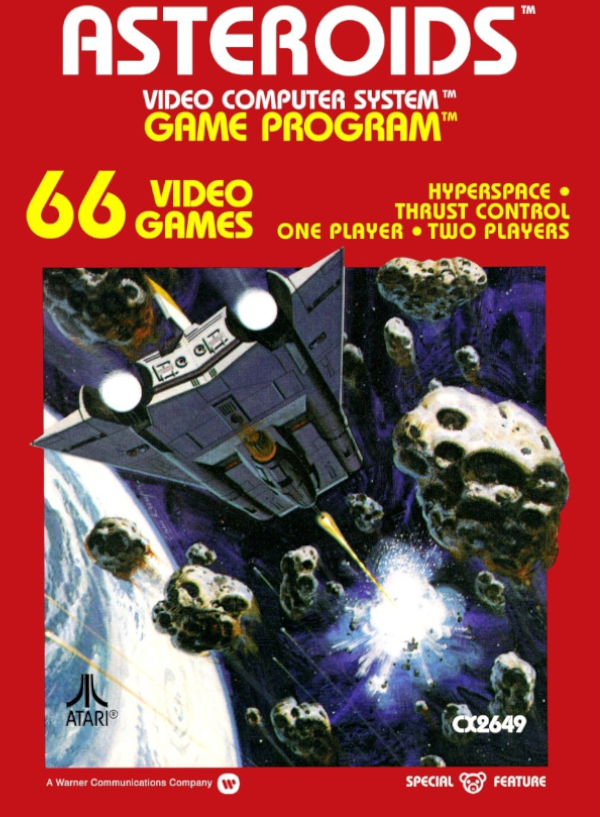 ASTEROIDS™
VIDEO COMPUTER SYSTEM™
GAME PROGRAM™
66 VIDEO GAMES
HYPERSPACE •
THRUST CONTROL
ONE PLAYER • TWO PLAYERS
ATARI®
CX2649
A Warner Communications Company
SPECIAL FEATURE